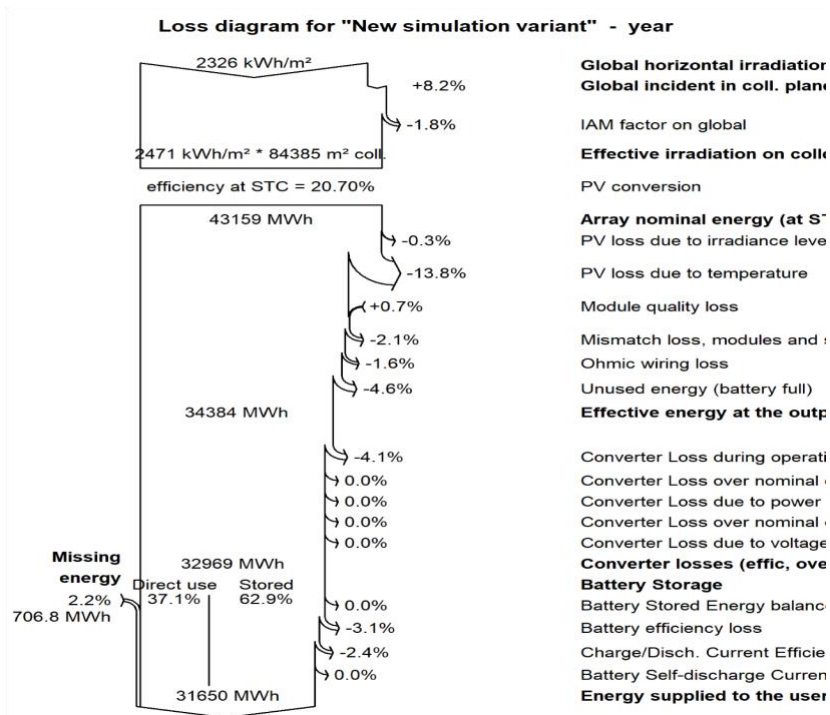 Loss diagram for "New simulation variant" - year
2326 kWh/m² Global horizontal irradiation
+8.2% Global incident in coll. plane
-1.8% IAM factor on global
2471 kWh/m² * 84385 m² coll. Effective irradiation on colle
efficiency at STC = 20.70% PV conversion
43159 MWh Array nominal energy (at ST
-0.3% PV loss due to irradiance leve
-13.8% PV loss due to temperature
+0.7% Module quality loss
-2.1% Mismatch loss, modules and s
-1.6% Ohmic wiring loss
-4.6% Unused energy (battery full)
34384 MWh Effective energy at the outp
-4.1% Converter Loss during operati
0.0% Converter Loss over nominal
0.0% Converter Loss due to power
0.0% Converter Loss over nominal
0.0% Converter Loss due to voltage
Missing 32969 MWh Converter losses (effic, ove
energy Direct use Stored Battery Storage
2.2% 37.1% 62.9% 0.0% Battery Stored Energy balanc
706.8 MWh -3.1% Battery efficiency loss
-2.4% Charge/Disch. Current Efficie
0.0% Battery Self-discharge Curren
31650 MWh Energy supplied to the user